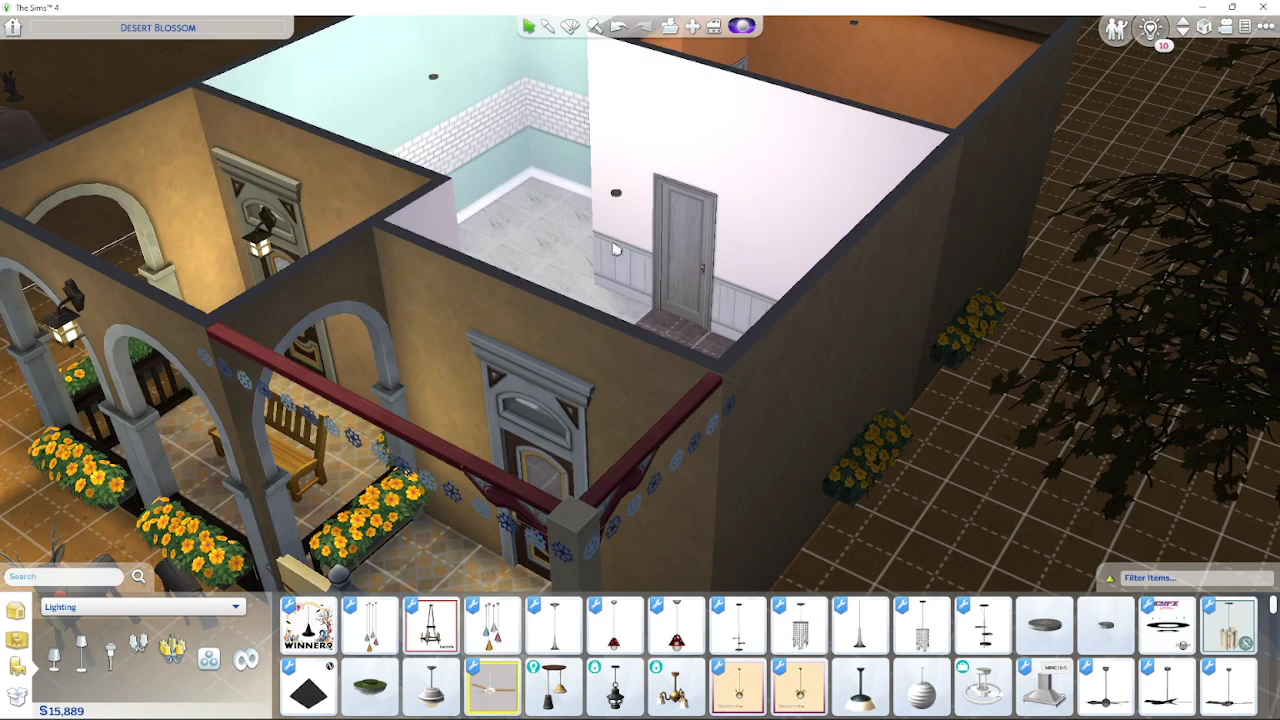 The Sims™ 4
DESERT BLOSSOM
10
Search
Filter Items...
Lighting
WINNERS
§15,889